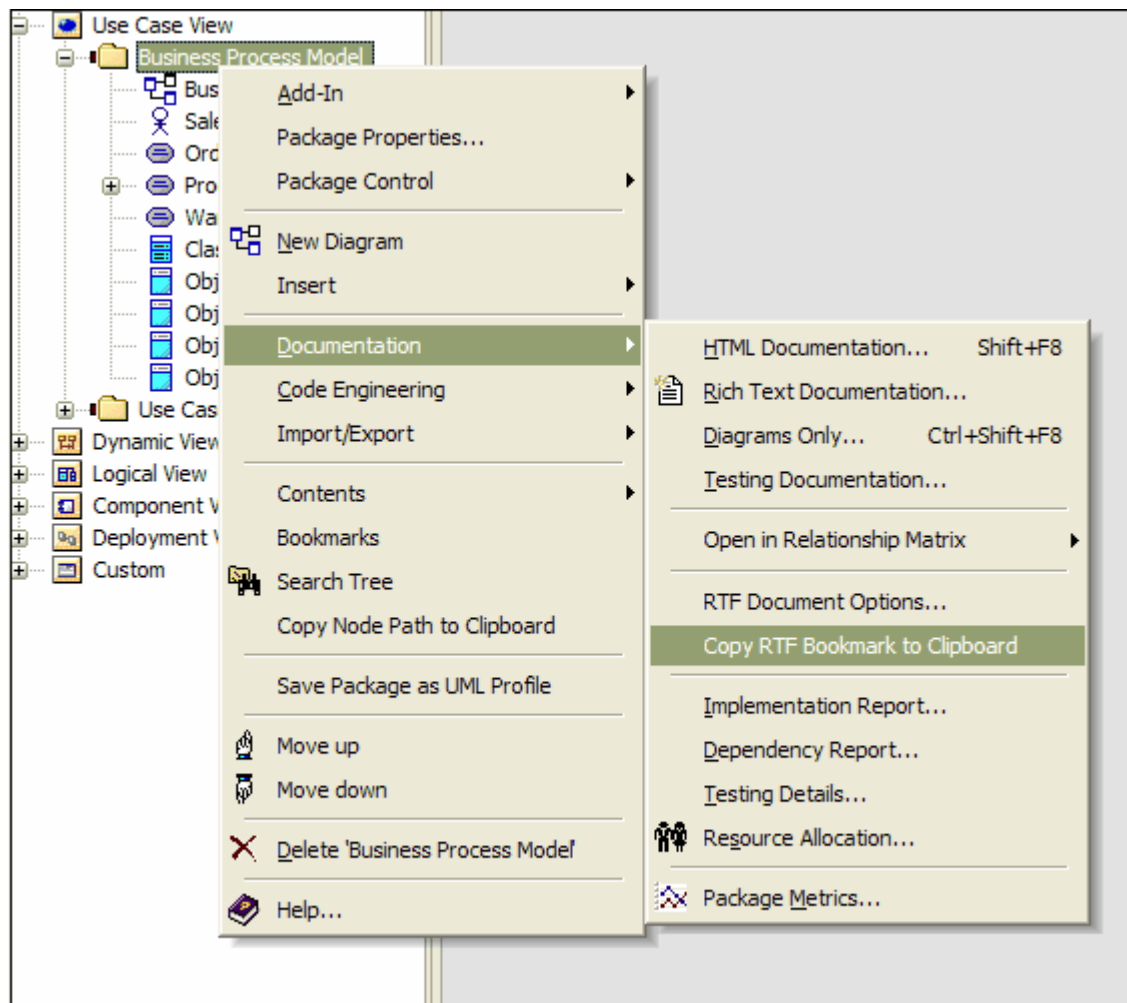 Use Case View
Business Process Model
Bus
Sale
Ord
Pro
Wa
Clas
Obj
Obj
Obj
Obj
Use Cas
Dynamic View
Logical View
Component V
Deployment V
Custom
Add-In
Package Properties...
Package Control
New Diagram
Insert
Documentation
Code Engineering
Import/Export
Contents
Bookmarks
Search Tree
Copy Node Path to Clipboard
Save Package as UML Profile
Move up
Move down
Delete 'Business Process Model'
Help...
HTML Documentation... Shift+F8
Rich Text Documentation...
Diagrams Only... Ctrl+Shift+F8
Testing Documentation...
Open in Relationship Matrix
RTF Document Options...
Copy RTF Bookmark to Clipboard
Implementation Report...
Dependency Report...
Testing Details...
Resource Allocation...
Package Metrics...